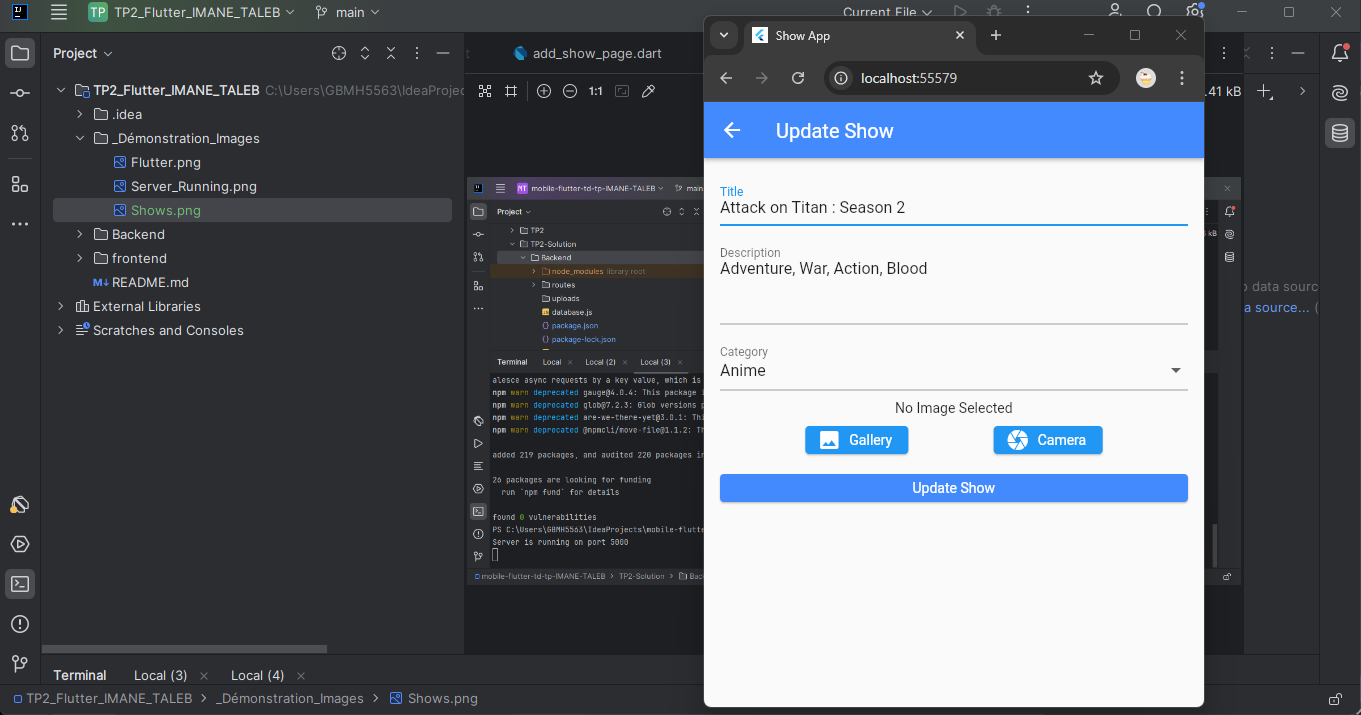 TP TP2_Flutter_IMANE_TALEB main Current File
Project
add_show_page.dart
TP2_Flutter_IMANE_TALEB C:\Users\GBMH5563\IdeaProjec
.idea
_Démonstration_Images
Flutter.png
Server_Running.png
Shows.png
Backend
frontend
M↓ README.md
External Libraries
Scratches and Consoles
1:1
.41 kB
MT mobile-flutter-td-tp-IMANE-TALEB main
Project
TP2
TP2-Solution
Backend
node_modules library root
routes
uploads
database.js
package.json
package-lock.json
Terminal Local × Local (2) × Local (3) ×
alesce async requests by a key value, which is
npm warn deprecated gauge@4.0.4: This package i
npm warn deprecated glob@7.2.3: Glob versions p
npm warn deprecated are-we-there-yet@3.0.1: Thi
npm warn deprecated @npmcli/move-file@1.1.2: Th
added 219 packages, and audited 220 packages in
26 packages are looking for funding
run `npm fund` for details
found 0 vulnerabilities
PS C:\Users\GBMH5563\IdeaProjects\mobile-flutte
Server is running on port 5000
mobile-flutter-td-tp-IMANE-TALEB > TP2-Solution > Bac
data sourc
a source... (
Show App
localhost:55579
Update Show
Title
Attack on Titan : Season 2
Description
Adventure, War, Action, Blood
Category
Anime
No Image Selected
Gallery Camera
Update Show
Terminal Local (3) × Local (4) ×
TP2_Flutter_IMANE_TALEB > _Démonstration_Images > Shows.png